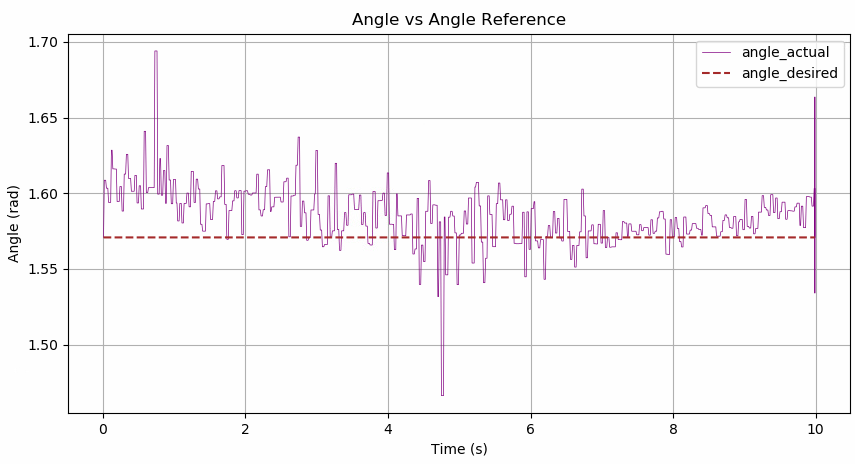 Angle vs Angle Reference
1.70
1.65
1.60
1.55
1.50
Angle (rad)
angle_actual
angle_desired
0 2 4 6 8 10
Time (s)